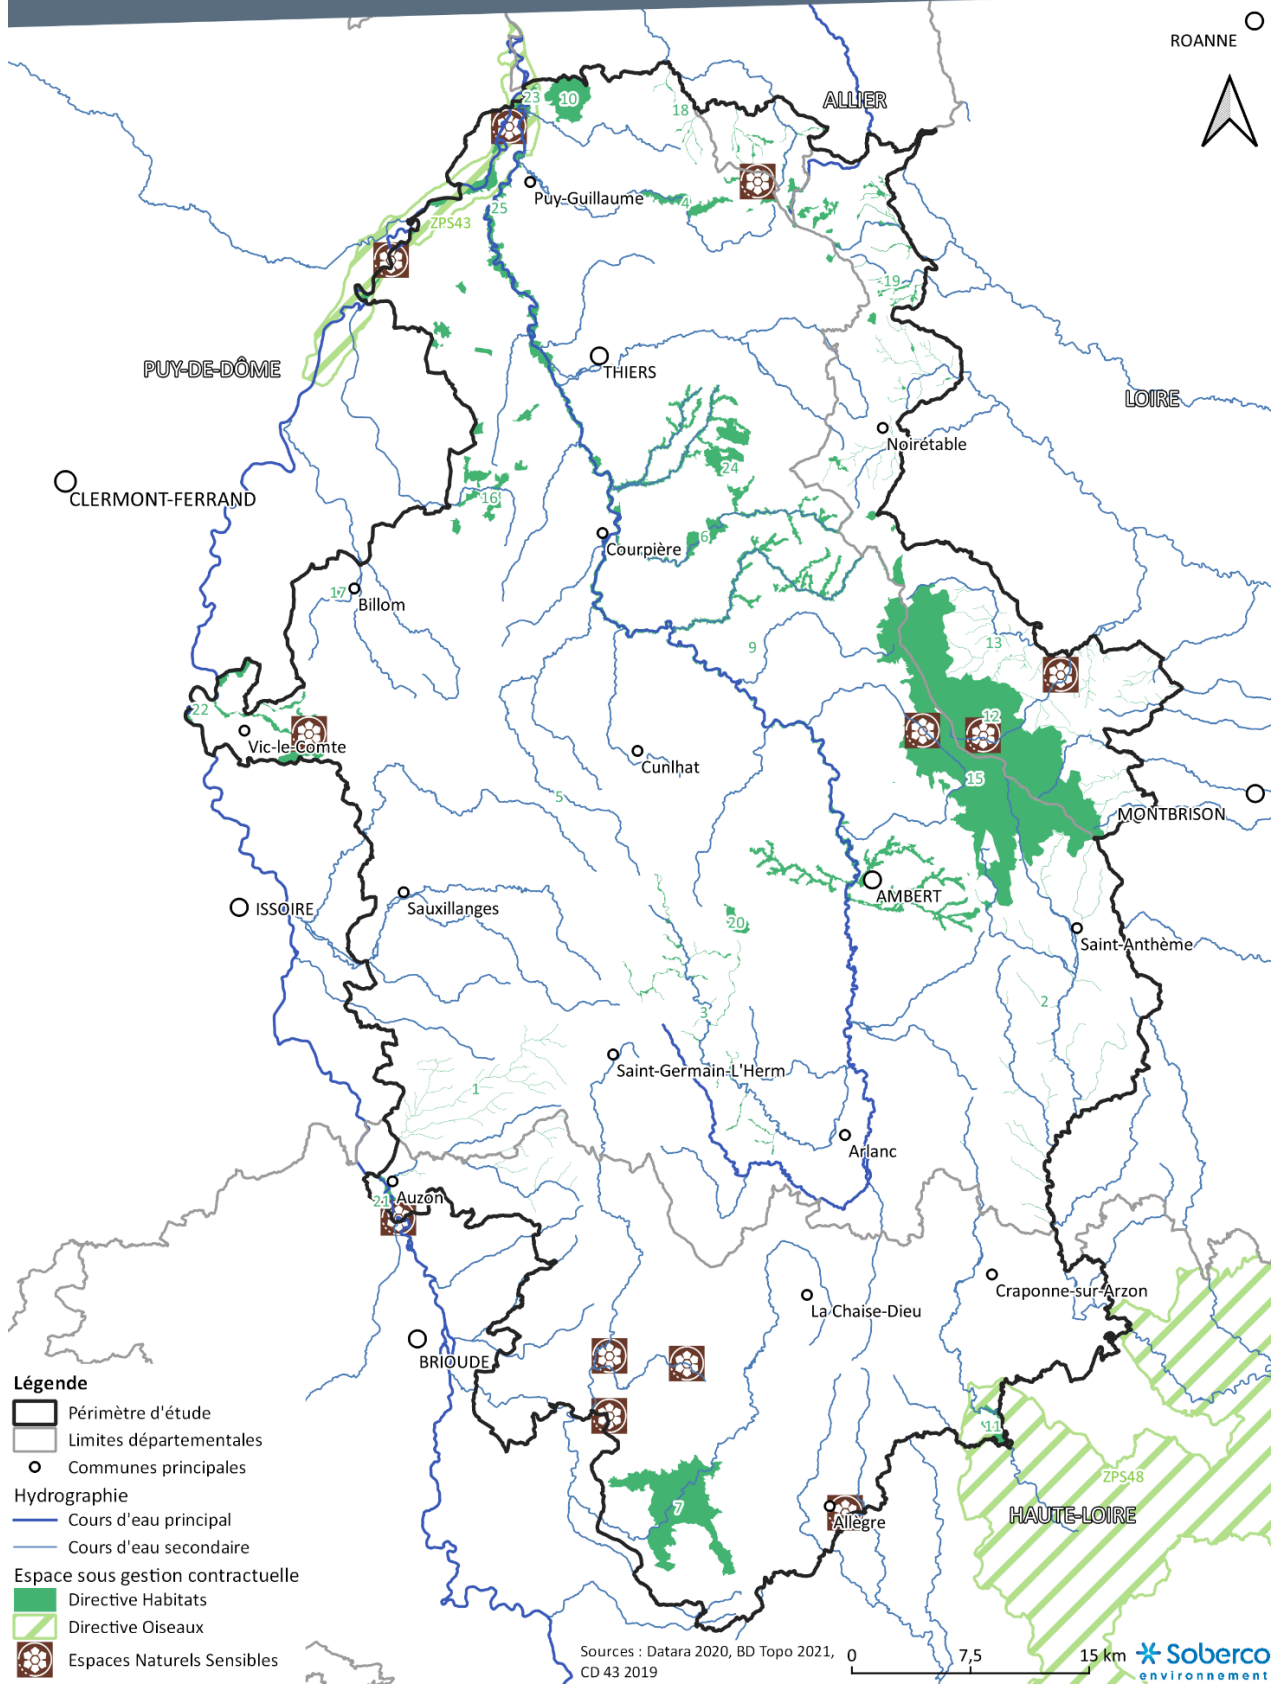 ROANNE
ALLIER
23
10
18
Puy-Guillaume
4
25
ZPS43
19
PUY-DE-DÔME
THIERS
LOIRE
Noirétable
CLERMONT-FERRAND
24
16
6
Courpière
17
Billom
9
13
22
Vic-le-Comte
12
Cunlhat
15
5
MONTBRISON
AMBERT
ISSOIRE
Sauxillanges
20
Saint-Anthème
2
3
Saint-Germain-L'Herm
1
Arlanc
21
Auzon
Craponne-sur-Arzon
La Chaise-Dieu
BRIOUDE
11
ZPS48
7
Allègre
HAUTE-LOIRE
Légende
Périmètre d'étude
Limites départementales
Communes principales
Hydrographie
Cours d'eau principal
Cours d'eau secondaire
Espace sous gestion contractuelle
Directive Habitats
Directive Oiseaux
Espaces Naturels Sensibles
Sources : Datara 2020, BD Topo 2021,
CD 43 2019
0 7,5 15 km
Soberco
environnement